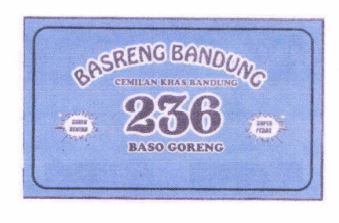 BASRENG BANDUNG
CEMILAN KHAS BANDUNG
236
BASO GORENG
SUPER
PEDAS